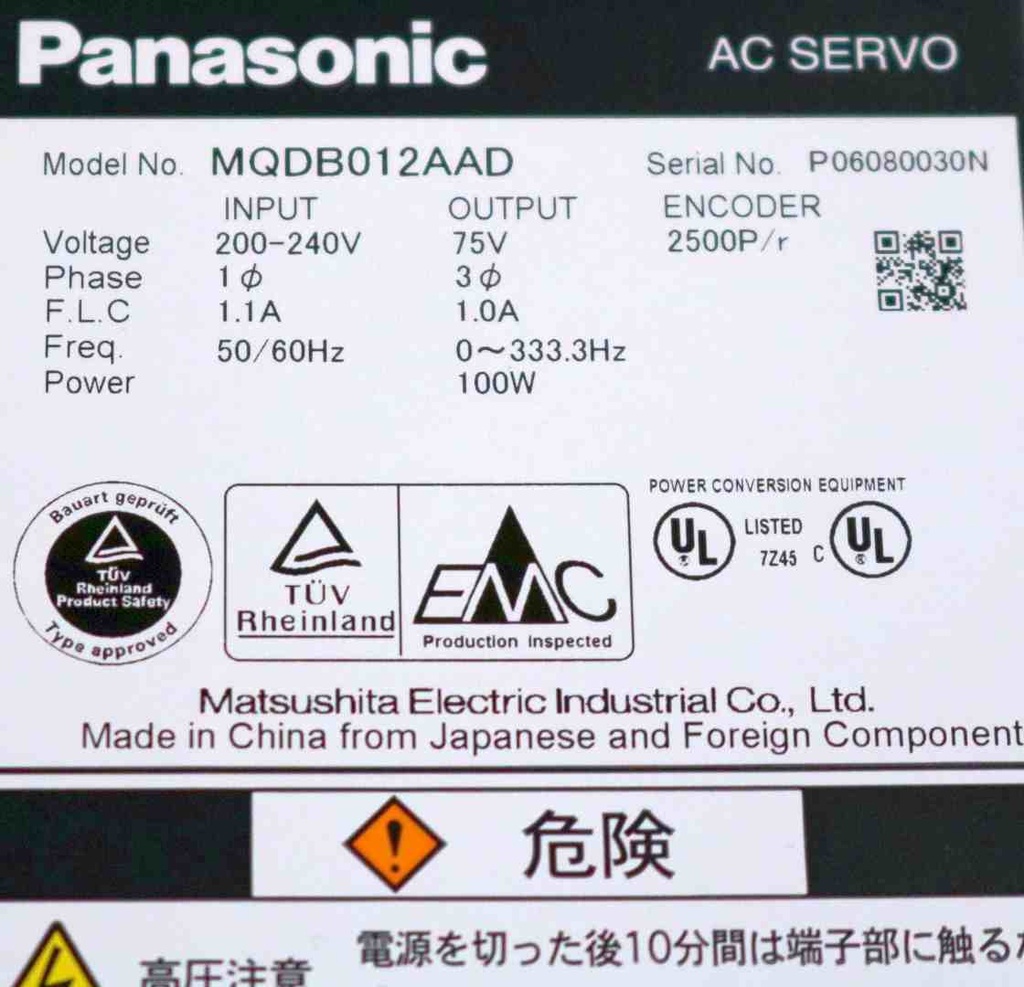 Panasonic AC SERVO
Model No. MQDB012AAD Serial No. P06080030N
INPUT OUTPUT ENCODER
Voltage 200-240V 75V 2500P/r
Phase 1ϕ 3ϕ
F.L.C 1.1A 1.0A
Freq. 50/60Hz 0～333.3Hz
Power 100W
Bauart geprüft
TÜV
Rheinland
Product Safety
Type approved
TÜV
Rheinland
EMC
Production inspected
POWER CONVERSION EQUIPMENT
UL LISTED C UL
7Z45
Matsushita Electric Industrial Co., Ltd.
Made in China from Japanese and Foreign Component
危険
高圧注意
電源を切った後10分間は端子部に触る